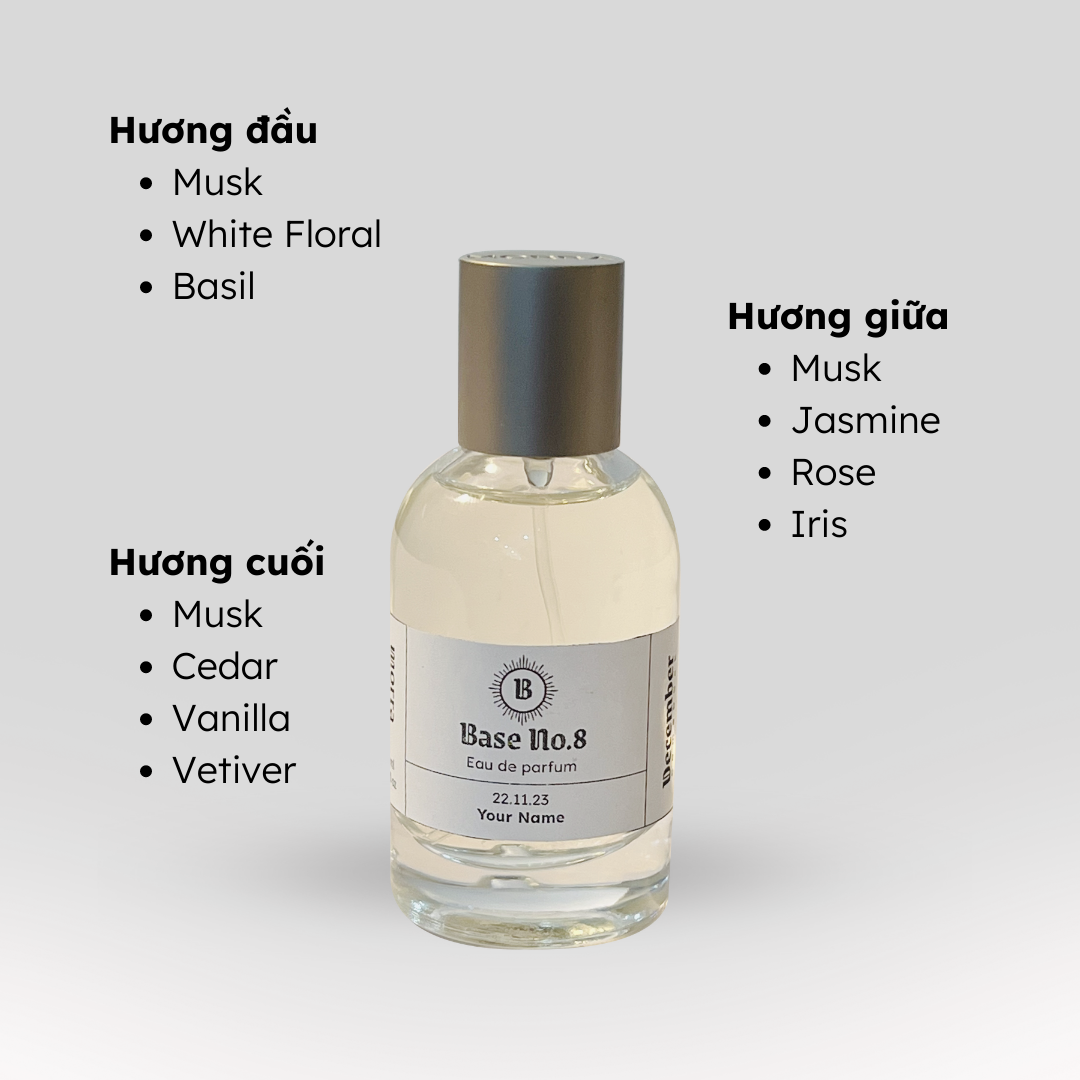 Hương đầu
• Musk
• White Floral
• Basil
Hương giữa
• Musk
• Jasmine
• Rose
• Iris
Hương cuối
• Musk
• Cedar
• Vanilla
• Vetiver
B
Base No.8
Eau de parfum
22.11.23
Your Name
December